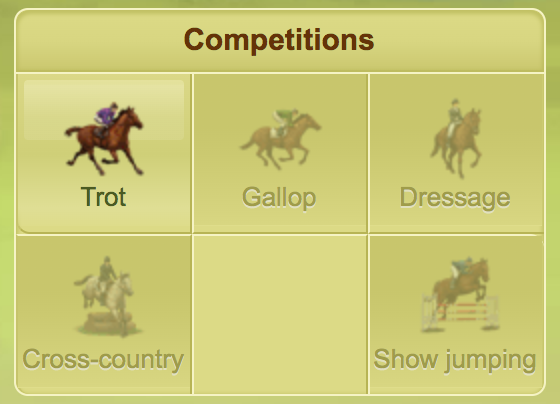 Competitions
Trot
Gallop
Dressage
Cross-country
Show jumping